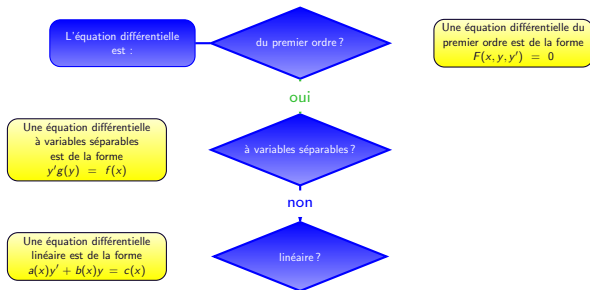 L'équation différentielle
est :
du premier ordre ?
Une équation différentielle du
premier ordre est de la forme
F(x, y, y′) = 0
oui
Une équation différentielle
à variables séparables
est de la forme
y′g(y) = f(x)
à variables séparables ?
non
Une équation différentielle
linéaire est de la forme
a(x)y′ + b(x)y = c(x)
linéaire ?